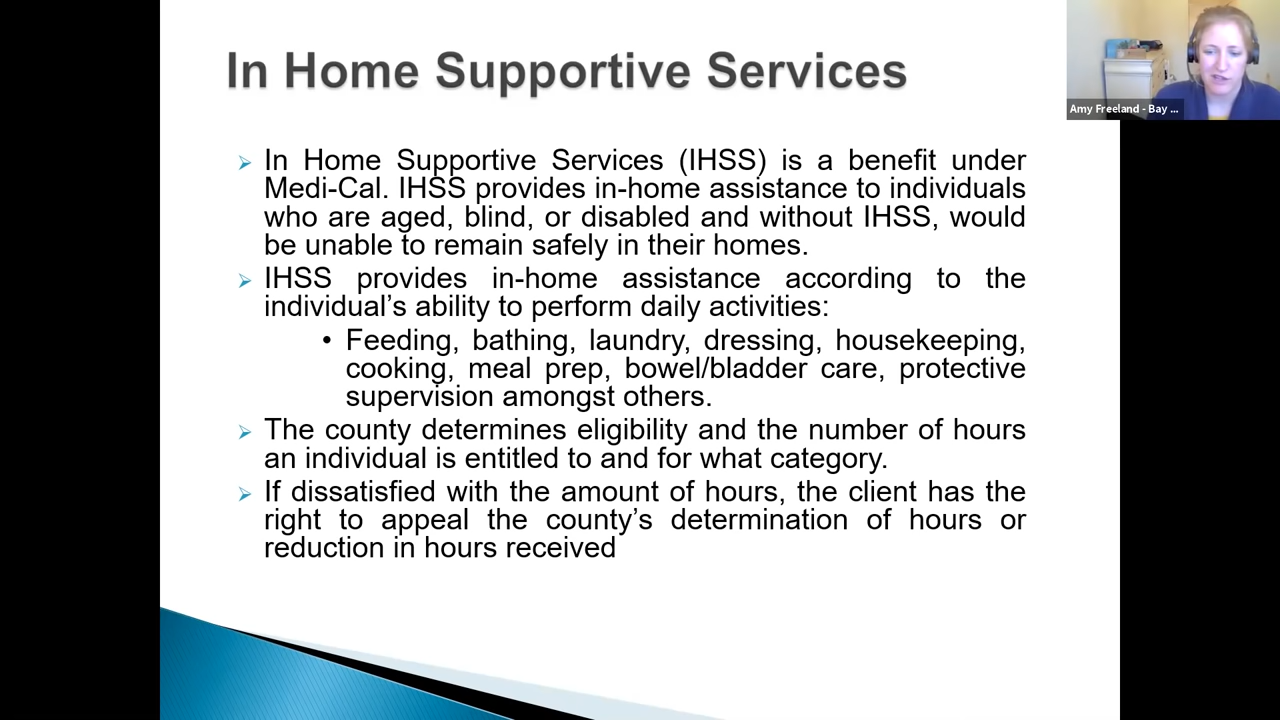 In Home Supportive Services
Amy Freeland - Bay ...
In Home Supportive Services (IHSS) is a benefit under
Medi-Cal. IHSS provides in-home assistance to individuals
who are aged, blind, or disabled and without IHSS, would
be unable to remain safely in their homes.
IHSS provides in-home assistance according to the
individual’s ability to perform daily activities:
• Feeding, bathing, laundry, dressing, housekeeping,
cooking, meal prep, bowel/bladder care, protective
supervision amongst others.
The county determines eligibility and the number of hours
an individual is entitled to and for what category.
If dissatisfied with the amount of hours, the client has the
right to appeal the county’s determination of hours or
reduction in hours received